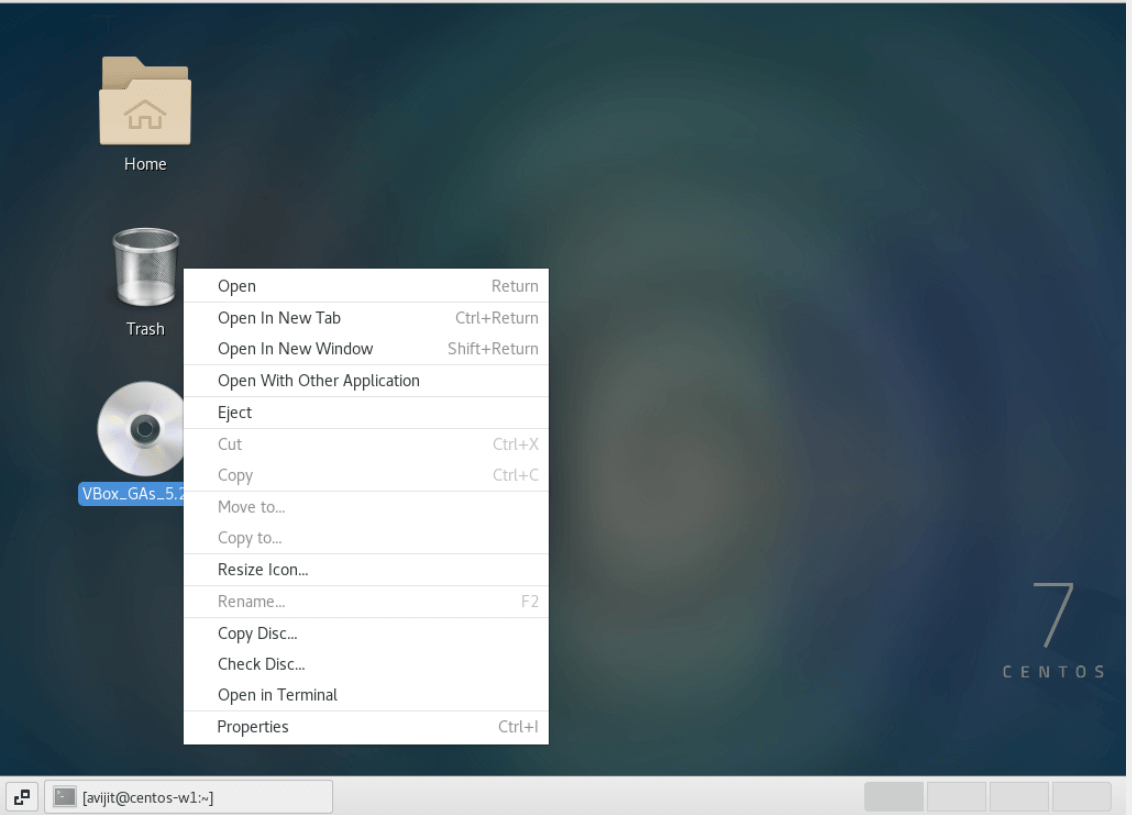 Home
Trash
VBox_GAs_5.2
Open Return
Open In New Tab Ctrl+Return
Open In New Window Shift+Return
Open With Other Application
Eject
Cut Ctrl+X
Copy Ctrl+C
Move to...
Copy to...
Resize Icon...
Rename... F2
Copy Disc...
Check Disc...
Open in Terminal
Properties Ctrl+I
7
CENTOS
[avijit@centos-w1:~]